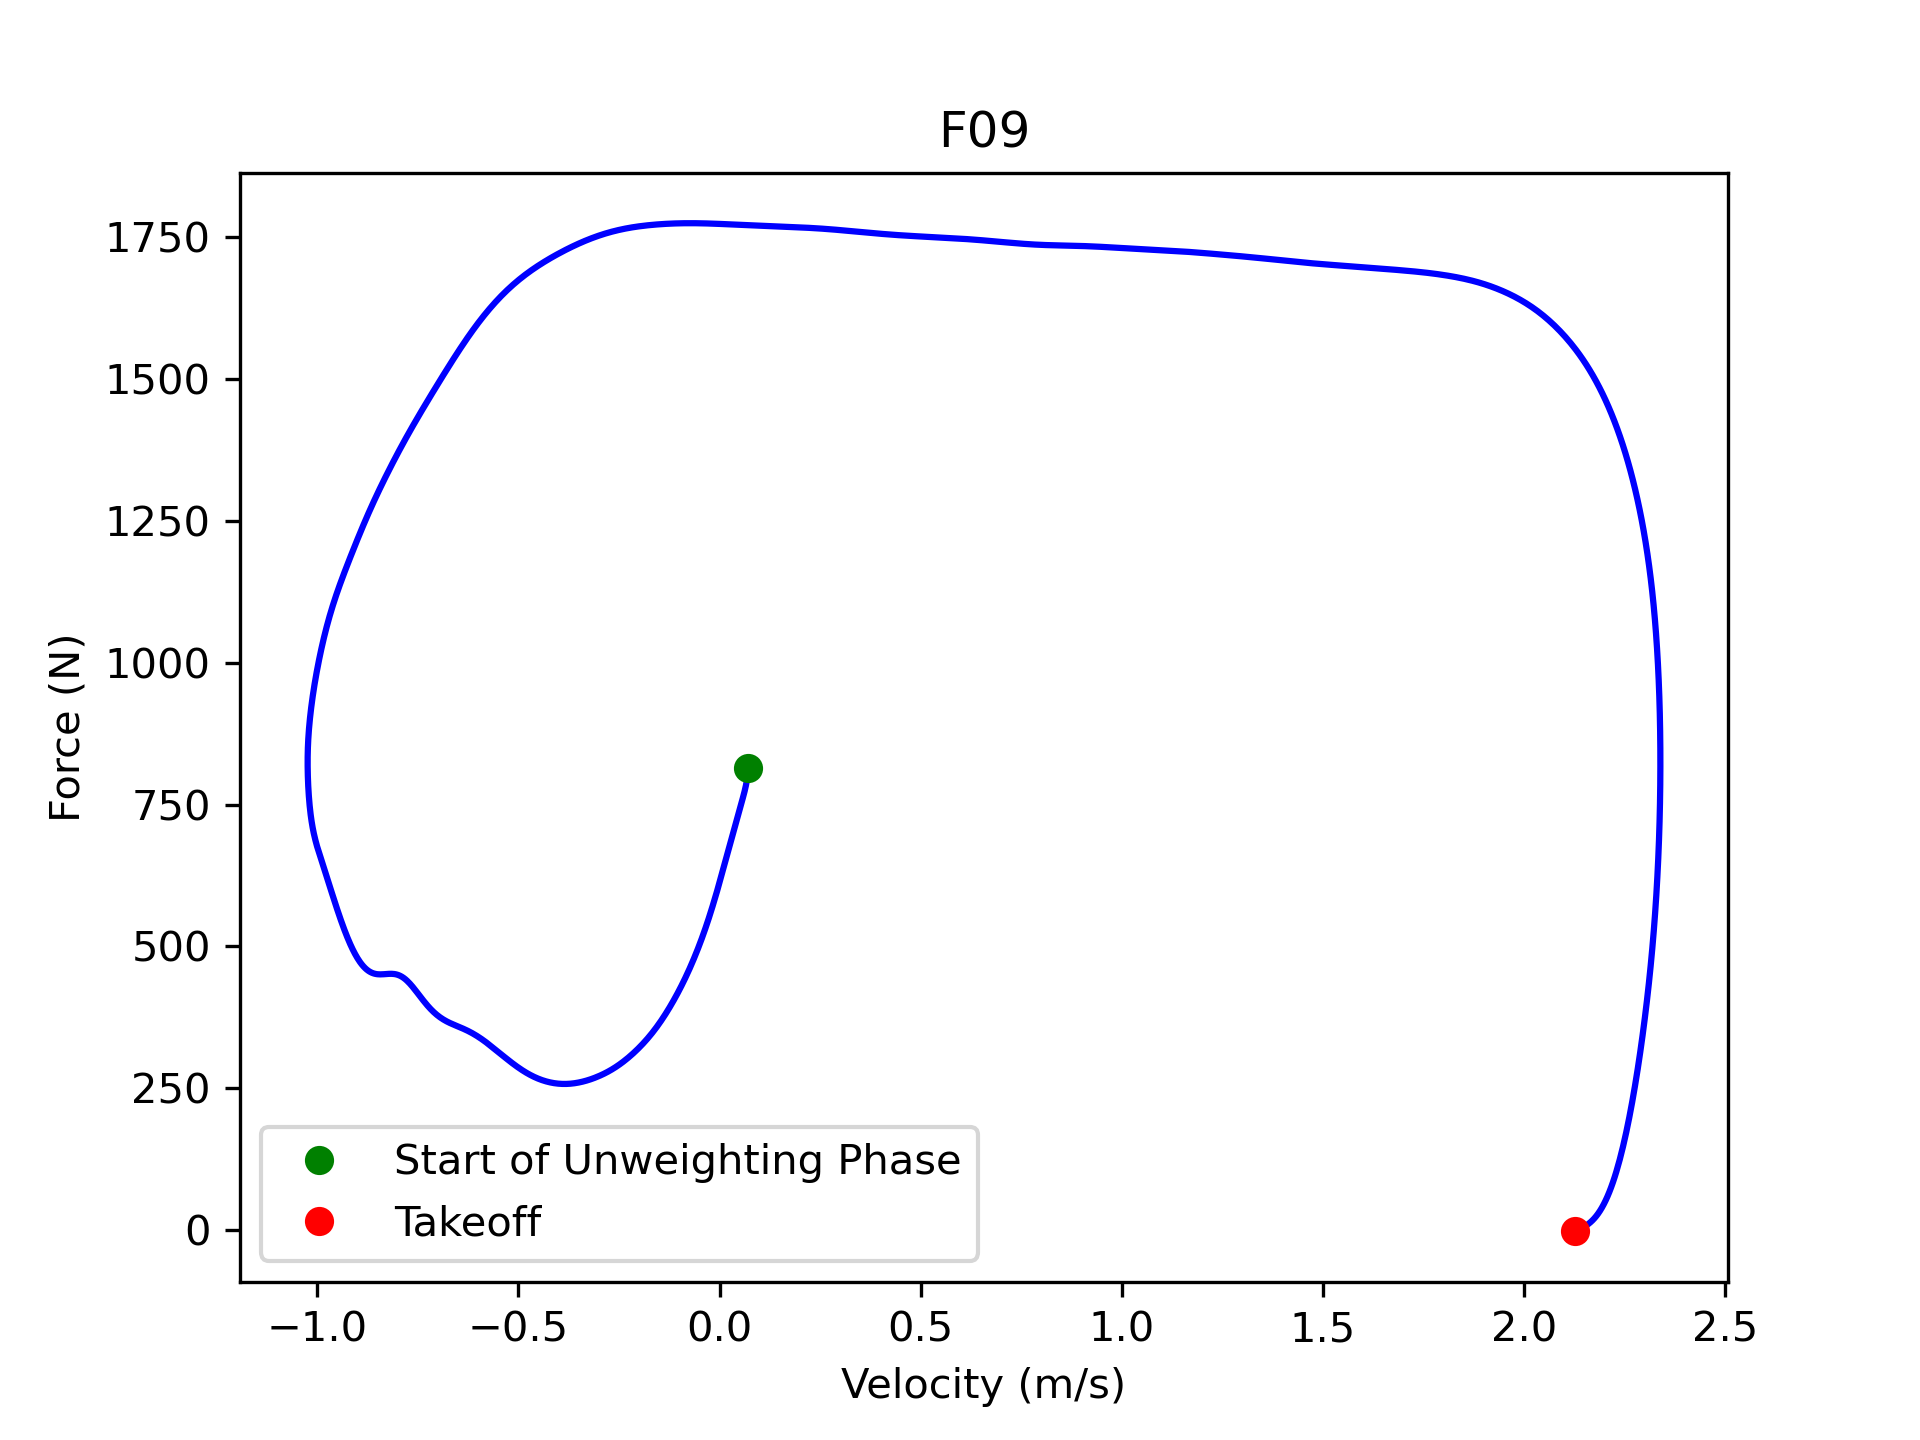 F09
1750
1500
1250
1000
750
500
250
0
Force (N)
Start of Unweighting Phase
Takeoff
−1.0 −0.5 0.0 0.5 1.0 1.5 2.0 2.5
Velocity (m/s)